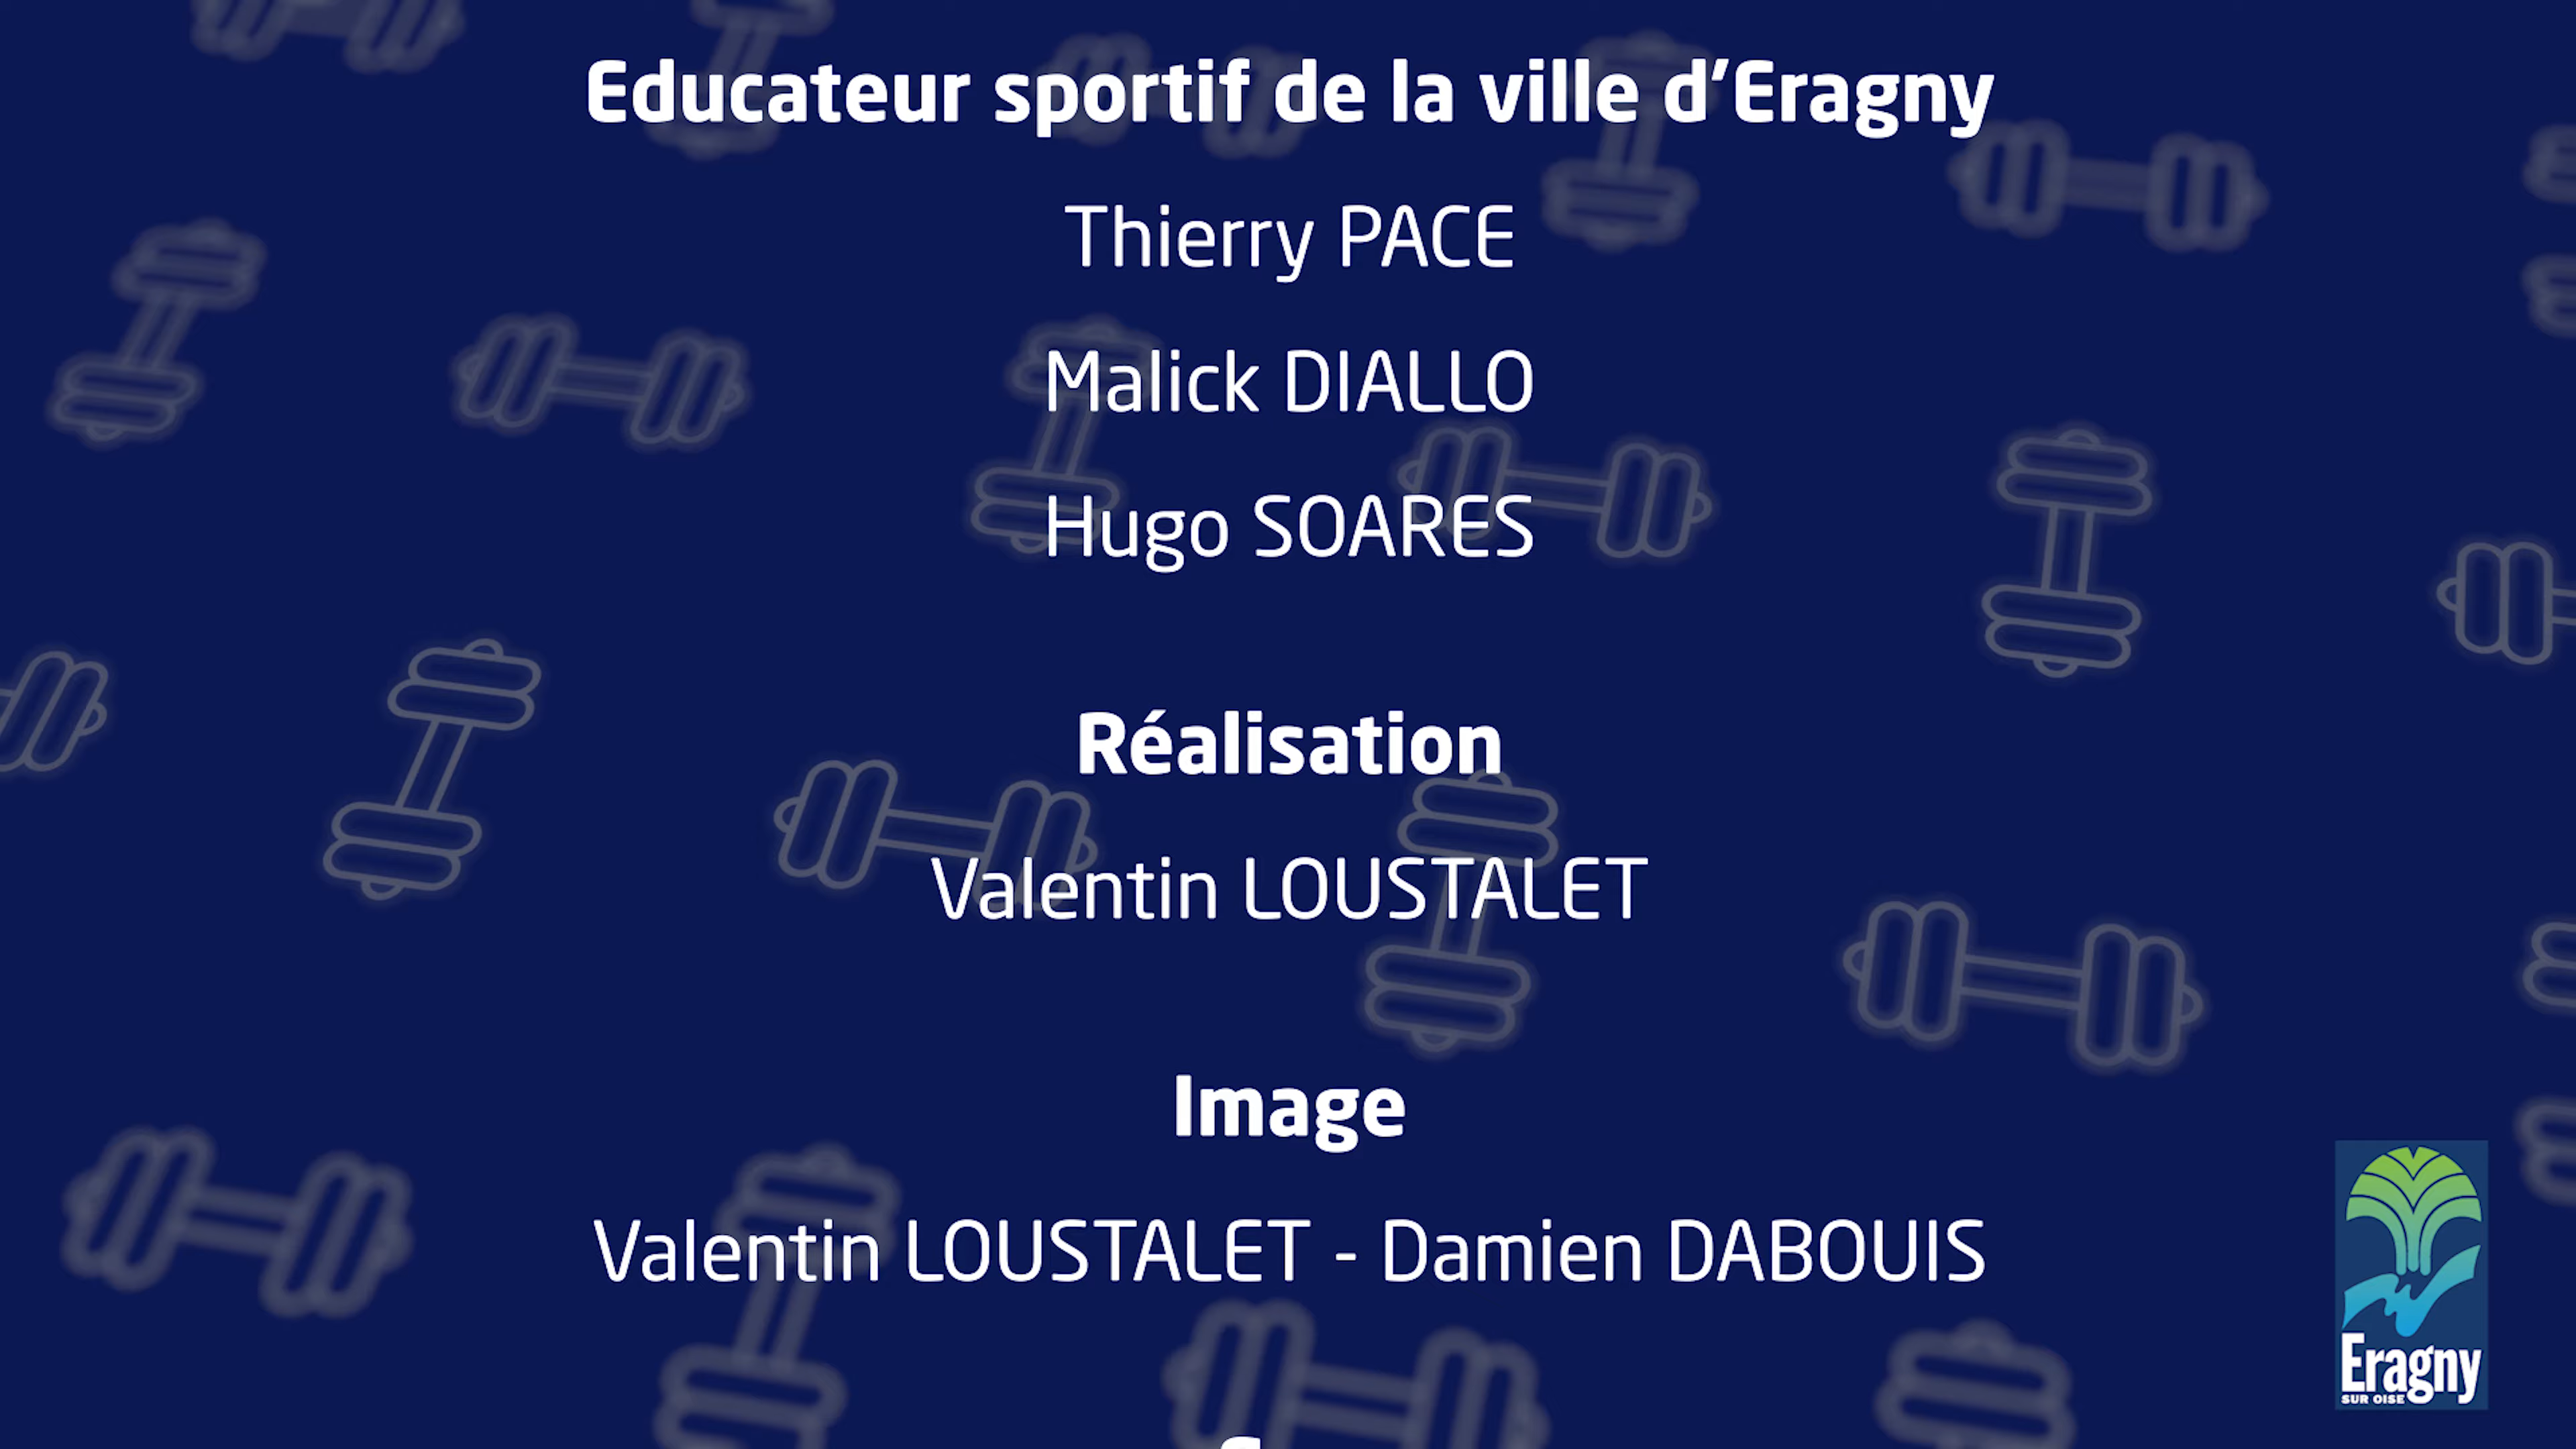 Educateur sportif de la ville d’Eragny
Thierry PACE
Malick DIALLO
Hugo SOARES
Réalisation
Valentin LOUSTALET
Image
Valentin LOUSTALET - Damien DABOUIS
Eragny
SUR OISE